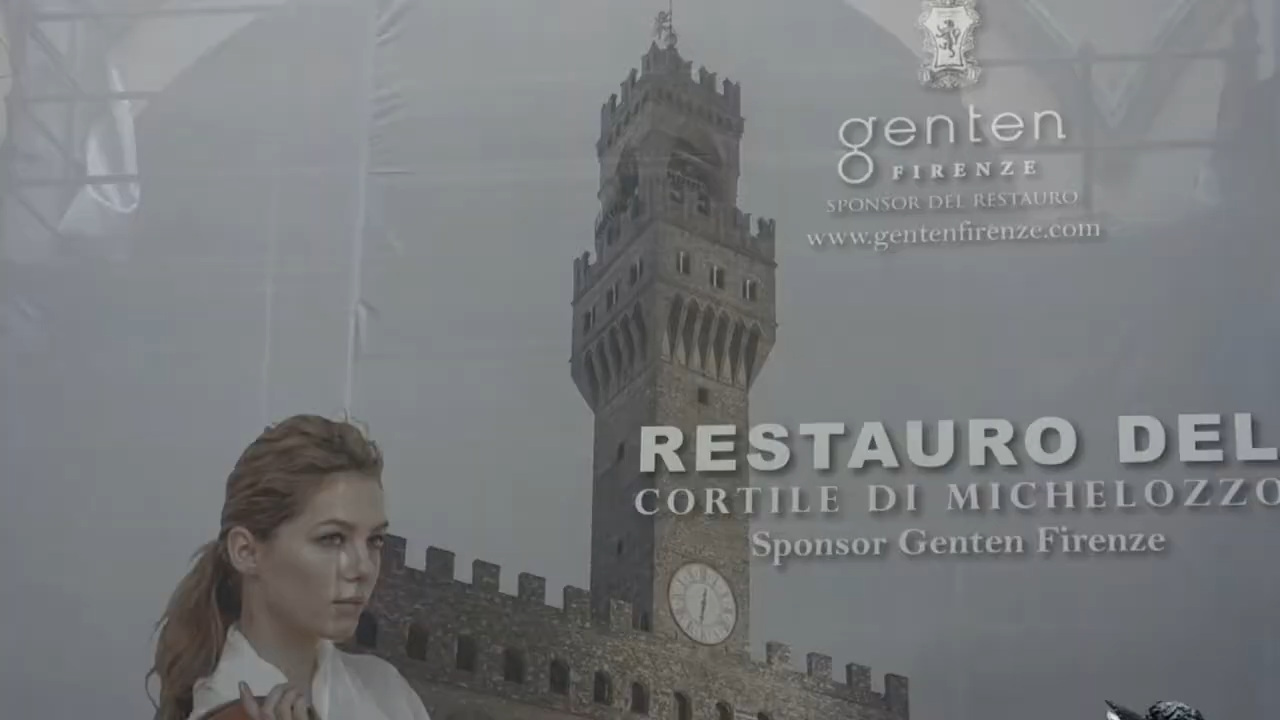 genten
FIRENZE
SPONSOR DEL RESTAURO
www.gentenfirenze.com
RESTAURO DEL
CORTILE DI MICHELOZZO
Sponsor Genten Firenze